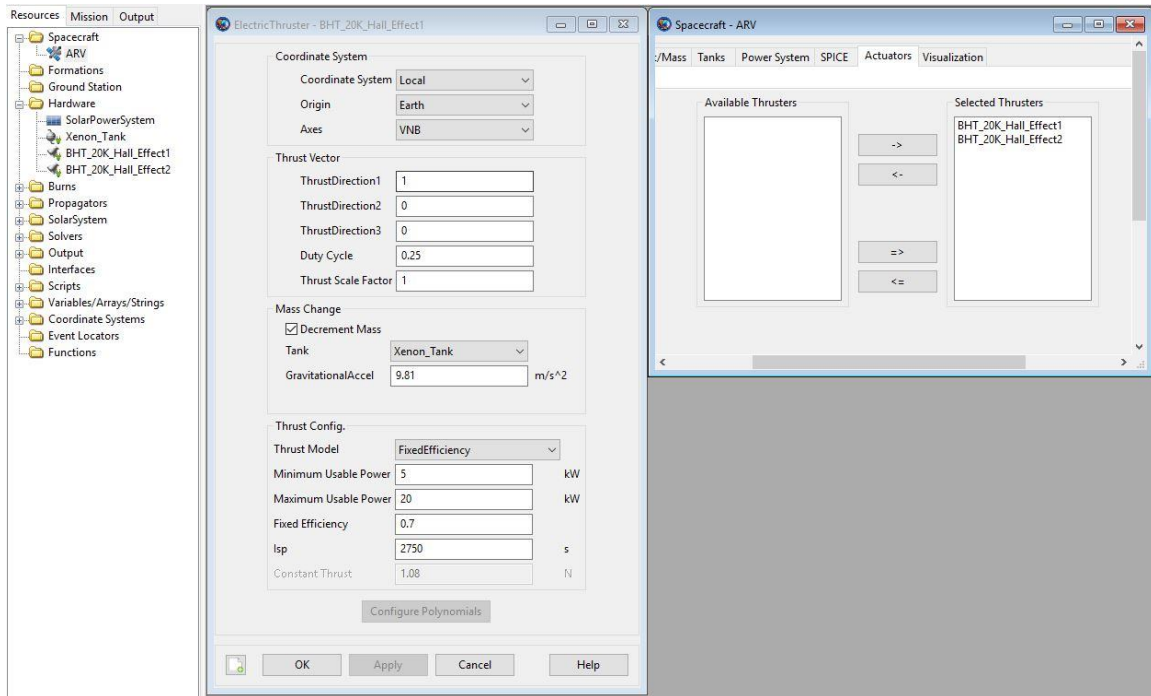 Resources Mission Output
Spacecraft
ARV
Formations
Ground Station
Hardware
SolarPowerSystem
Xenon_Tank
BHT_20K_Hall_Effect1
BHT_20K_Hall_Effect2
Burns
Propagators
SolarSystem
Solvers
Output
Interfaces
Scripts
Variables/Arrays/Strings
Coordinate Systems
Event Locators
Functions
ElectricThruster - BHT_20K_Hall_Effect1
Coordinate System
Coordinate System Local
Origin Earth
Axes VNB
Thrust Vector
ThrustDirection1 1
ThrustDirection2 0
ThrustDirection3 0
Duty Cycle 0.25
Thrust Scale Factor 1
Mass Change
Decrement Mass
Tank Xenon_Tank
GravitationalAccel 9.81 m/s^2
Thrust Config.
Thrust Model FixedEfficiency
Minimum Usable Power 5 kW
Maximum Usable Power 20 kW
Fixed Efficiency 0.7
Isp 2750 s
Constant Thrust 1.08 N
Configure Polynomials
OK Apply Cancel Help
Spacecraft - ARV
:/Mass Tanks Power System SPICE Actuators Visualization
Available Thrusters
->
<-
=>
<=
Selected Thrusters
BHT_20K_Hall_Effect1
BHT_20K_Hall_Effect2